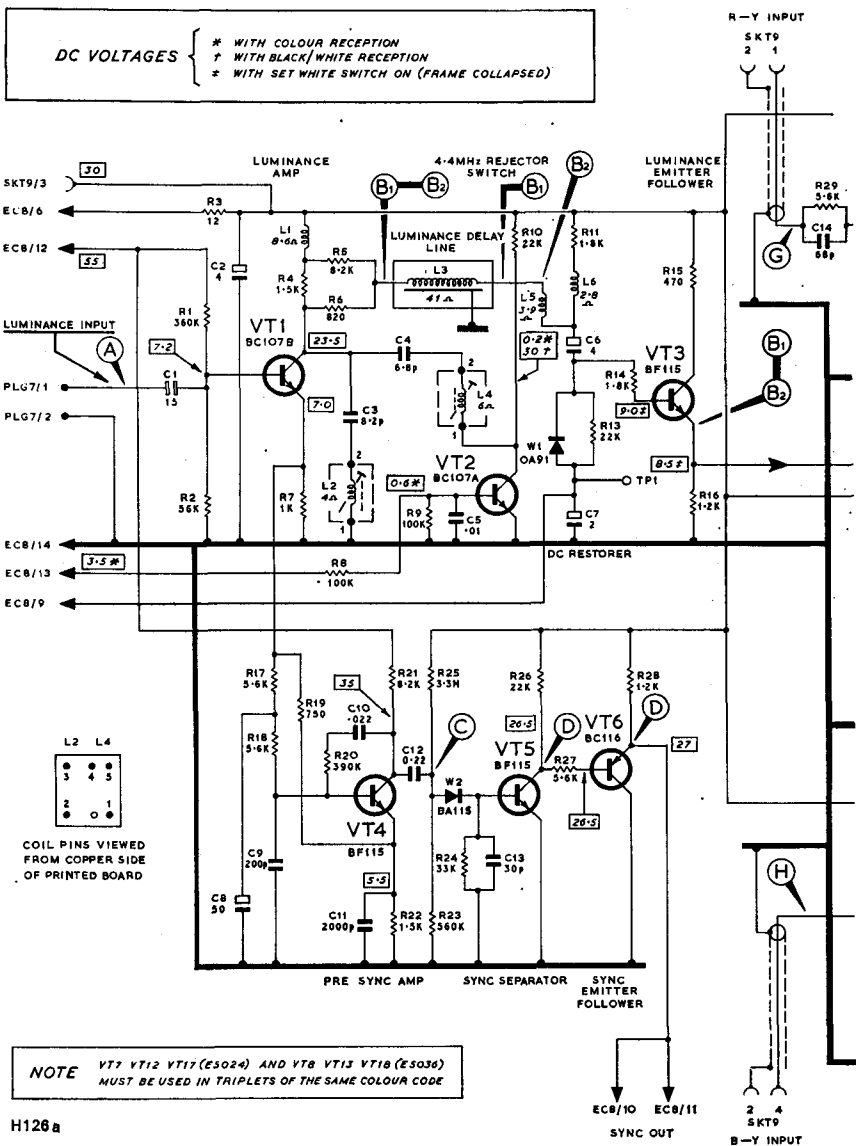 R—Y INPUT
SKT9
2 1
DC VOLTAGES
* WITH COLOUR RECEPTION
† WITH BLACK/WHITE RECEPTION
‡ WITH SET WHITE SWITCH ON (FRAME COLLAPSED)
SKT9/3
30
EC8/6
R3
12
LUMINANCE
AMP
B1
B2
4·4MHz REJECTOR
SWITCH
B1
B2
LUMINANCE
EMITTER
FOLLOWER
R29
5·6K
C14
68p
G
EC8/12
55
C2
4
L1
8·6Ω
R5
8·2K
R4
1·5K
R6
820
LUMINANCE DELAY
LINE
L3
41Ω
R10
22K
R11
1·8K
L5
3·9Ω
L6
2·8
Ω
R15
470
R1
360K
LUMINANCE INPUT
A
7·2
VT1
BC107B
23·5
C4
6·8p
0·2*
30†
C6
4
VT3
BF115
B1
B2
R14
1·8K
9·0‡
PLG7/1
C1
15
PLG7/2
7·0
C3
8·2p
2
L4
6Ω
1
R13
22K
W1
OA91
VT2
BC107A
8·5‡
TP1
R2
56K
R7
1K
L2
4Ω
2
1
0·6*
R9
100K
C5
·01
C7
2
R16
1·2K
EC8/14
DC RESTORER
3·5*
EC8/13
R8
100K
EC8/9
R17
5·6K
R19
750
R21
8·2K
35
R25
3·3M
R26
22K
R28
1·2K
C10
·022
C
26·5
D
VT6
BC116
D
R18
5·6K
R20
390K
C12
0·22
VT5
BF115
R27
5·6K
27
W2
BA115
26·5
VT4
BF115
L2 L4
3 4 5
2 1
COIL PINS VIEWED
FROM COPPER SIDE
OF PRINTED BOARD
C9
200p
R24
33K
C13
30p
H
5·5
C8
50
C11
2000p
R22
1·5K
R23
560K
PRE SYNC AMP
SYNC SEPARATOR
SYNC
EMITTER
FOLLOWER
NOTE
VT7 VT12 VT17 (E5024) AND VT8 VT13 VT18 (E5036)
MUST BE USED IN TRIPLETS OF THE SAME COLOUR CODE
EC8/10 EC8/11
SYNC OUT
2 4
SKT9
B—Y INPUT
H126a